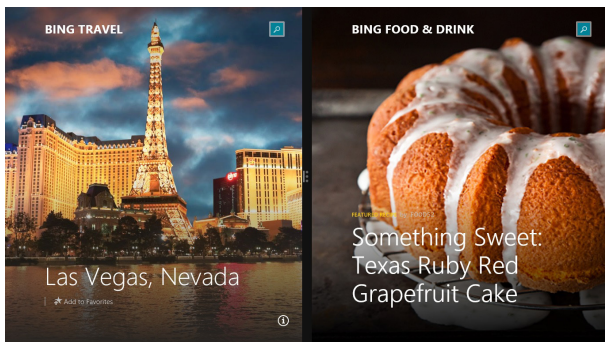 BING TRAVEL
Las Vegas, Nevada
Add to Favorites
BING FOOD & DRINK
Something Sweet:
Texas Ruby Red
Grapefruit Cake